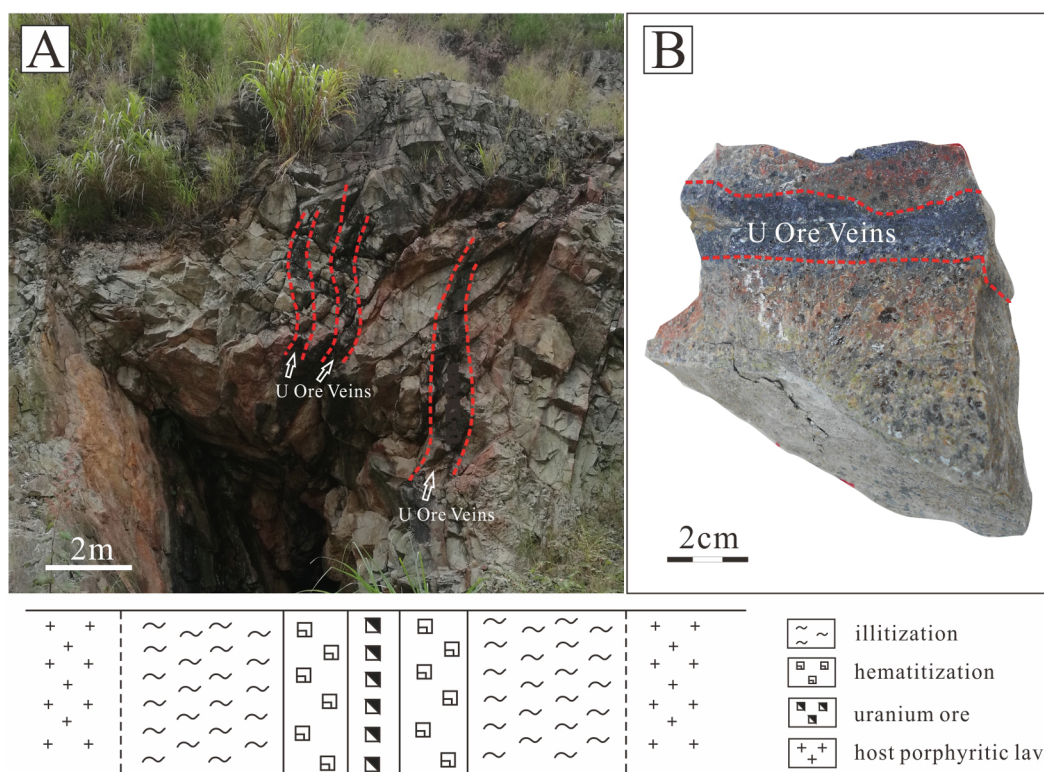 A
U Ore Veins
U Ore Veins
2m
B
U Ore Veins
2cm
illitization
hematitization
uranium ore
host porphyritic lav